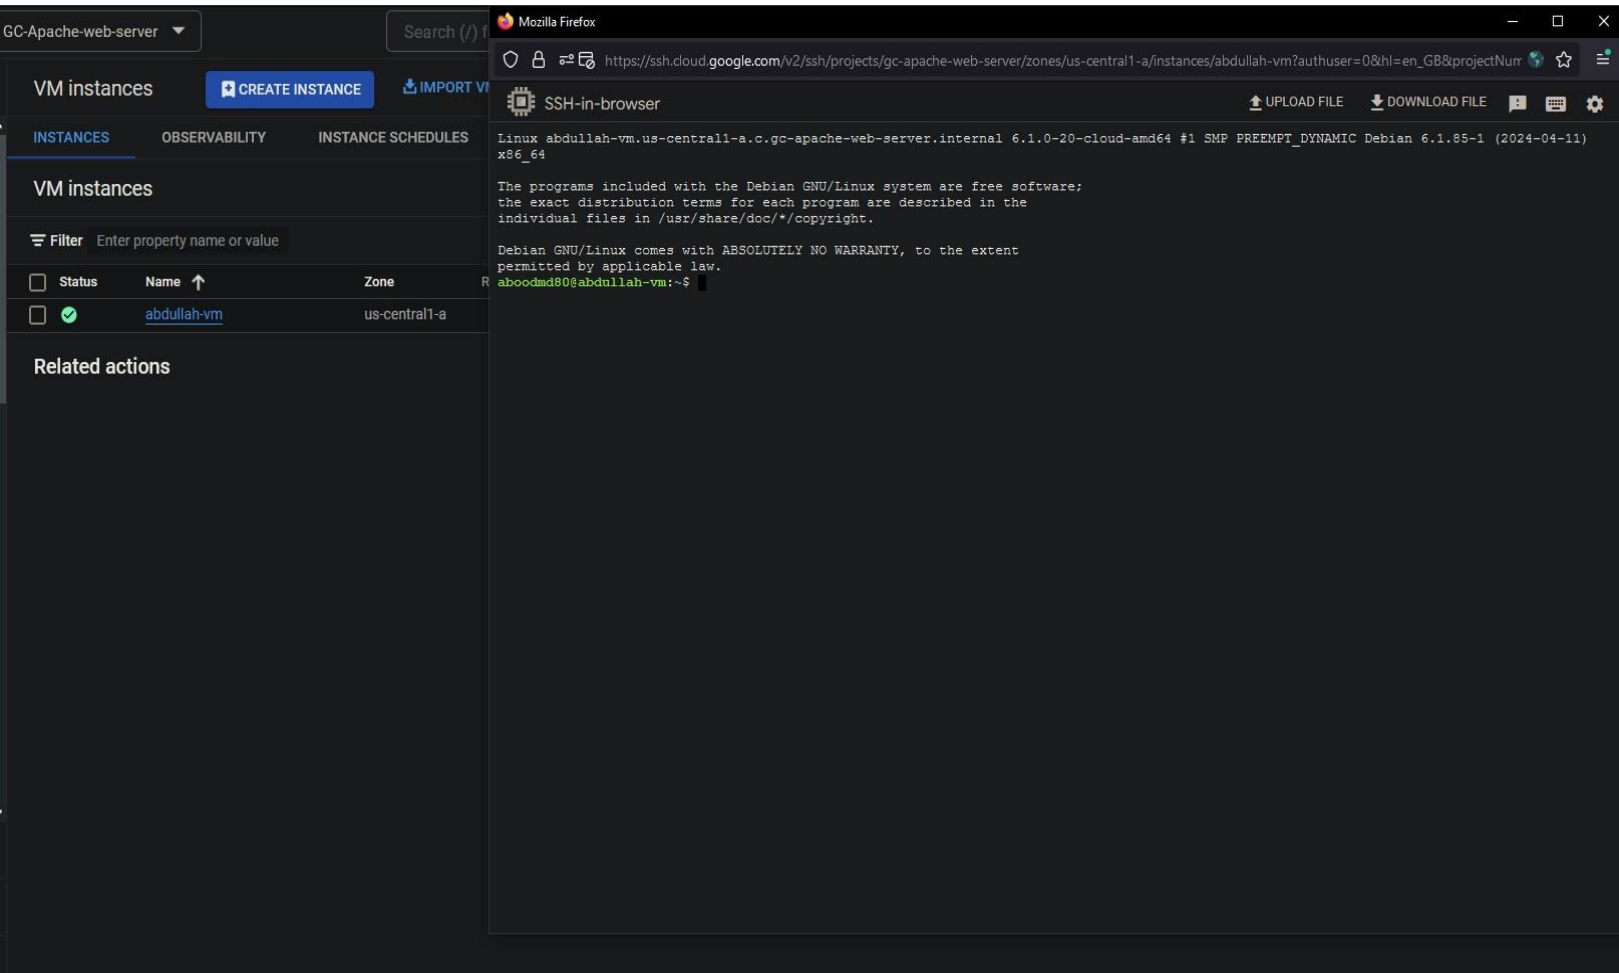 GC-Apache-web-server
Search (/) f
VM instances
CREATE INSTANCE
IMPORT VM
INSTANCES
OBSERVABILITY
INSTANCE SCHEDULES
VM instances
Filter Enter property name or value
Status Name Zone
abdullah-vm us-central1-a
Related actions
Mozilla Firefox
https://ssh.cloud.google.com/v2/ssh/projects/gc-apache-web-server/zones/us-central1-a/instances/abdullah-vm?authuser=0&hl=en_GB&projectNum
SSH-in-browser
UPLOAD FILE
DOWNLOAD FILE
Linux abdullah-vm.us-central1-a.c.gc-apache-web-server.internal 6.1.0-20-cloud-amd64 #1 SMP PREEMPT_DYNAMIC Debian 6.1.85-1 (2024-04-11)
x86_64
The programs included with the Debian GNU/Linux system are free software;
the exact distribution terms for each program are described in the
individual files in /usr/share/doc/*/copyright.
Debian GNU/Linux comes with ABSOLUTELY NO WARRANTY, to the extent
permitted by applicable law.
aboodmd80@abdullah-vm:~$